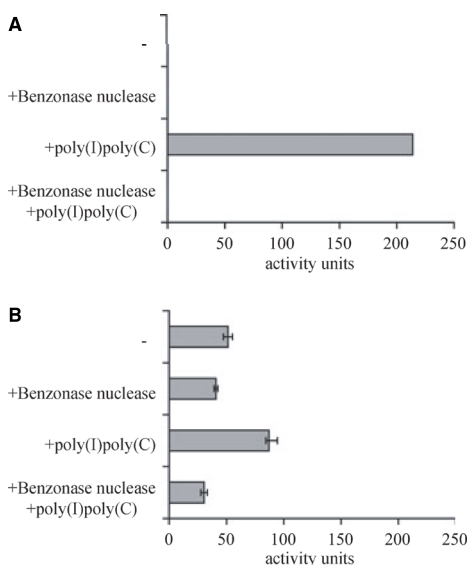 A
-
+Benzonase nuclease
+poly(I)poly(C)
+Benzonase nuclease
+poly(I)poly(C)
0 50 100 150 200 250
activity units
B
-
+Benzonase nuclease
+poly(I)poly(C)
+Benzonase nuclease
+poly(I)poly(C)
0 50 100 150 200 250
activity units